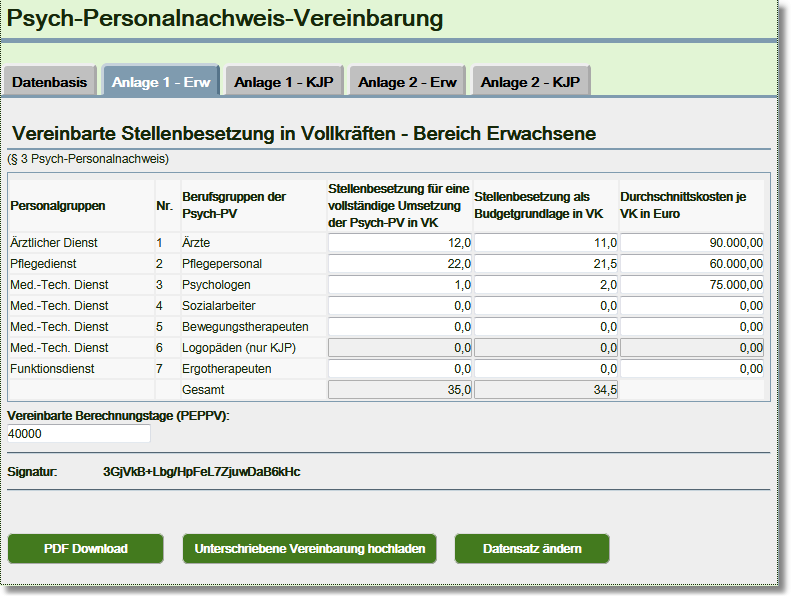 Psych-Personalnachweis-Vereinbarung
Datenbasis Anlage 1 - Erw Anlage 1 - KJP Anlage 2 - Erw Anlage 2 - KJP
Vereinbarte Stellenbesetzung in Vollkräften - Bereich Erwachsene
(§ 3 Psych-Personalnachweis)
Personalgruppen Nr. Berufsgruppen der Psych-PV Stellenbesetzung für eine vollständige Umsetzung der Psych-PV in VK Stellenbesetzung als Budgetgrundlage in VK Durchschnittskosten je VK in Euro
Ärztlicher Dienst 1 Ärzte 12,0 11,0 90.000,00
Pflegedienst 2 Pflegepersonal 22,0 21,5 60.000,00
Med.-Tech. Dienst 3 Psychologen 1,0 2,0 75.000,00
Med.-Tech. Dienst 4 Sozialarbeiter 0,0 0,0 0,00
Med.-Tech. Dienst 5 Bewegungstherapeuten 0,0 0,0 0,00
Med.-Tech. Dienst 6 Logopäden (nur KJP) 0,0 0,0 0,00
Funktionsdienst 7 Ergotherapeuten 0,0 0,0 0,00
Gesamt 35,0 34,5
Vereinbarte Berechnungstage (PEPPV):
40000
Signatur: 3GjVkB+Lbg/HpFeL7ZjuwDaB6kHc
PDF Download Unterschriebene Vereinbarung hochladen Datensatz ändern